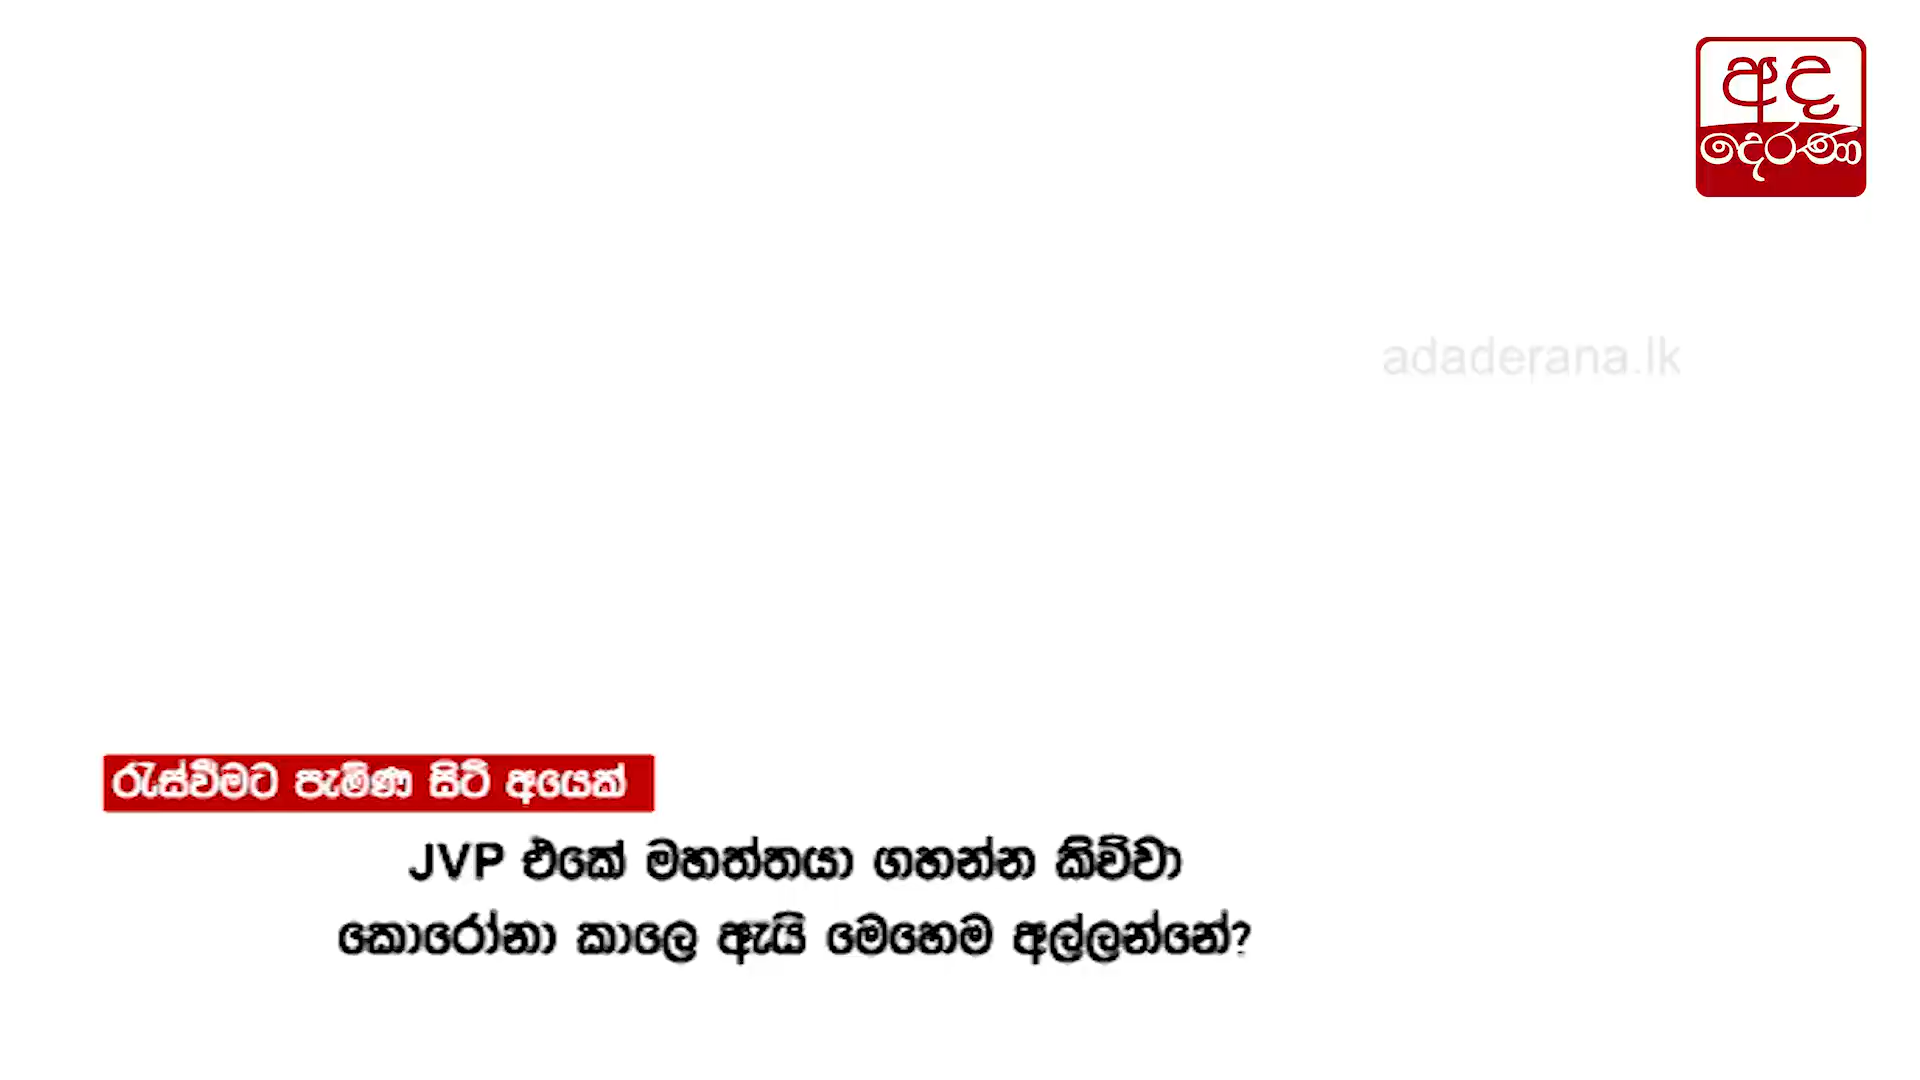 අද
දෙරණ
adaderana.lk
රැස්වීමට පැමිණ සිටි අයෙක්
JVP එකේ මහත්තයා ගහන්න කිව්වා
කොරෝනා කාලෙ ඇයි මෙහෙම අල්ලන්නේ?